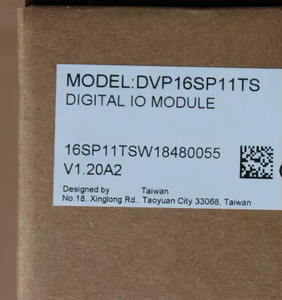 MODEL:DVP16SP11TS
DIGITAL IO MODULE
16SP11TSW18480055
V1.20A2
Designed by Taiwan
No.18, Xinglong Rd., Taoyuan City 33068, Taiwan